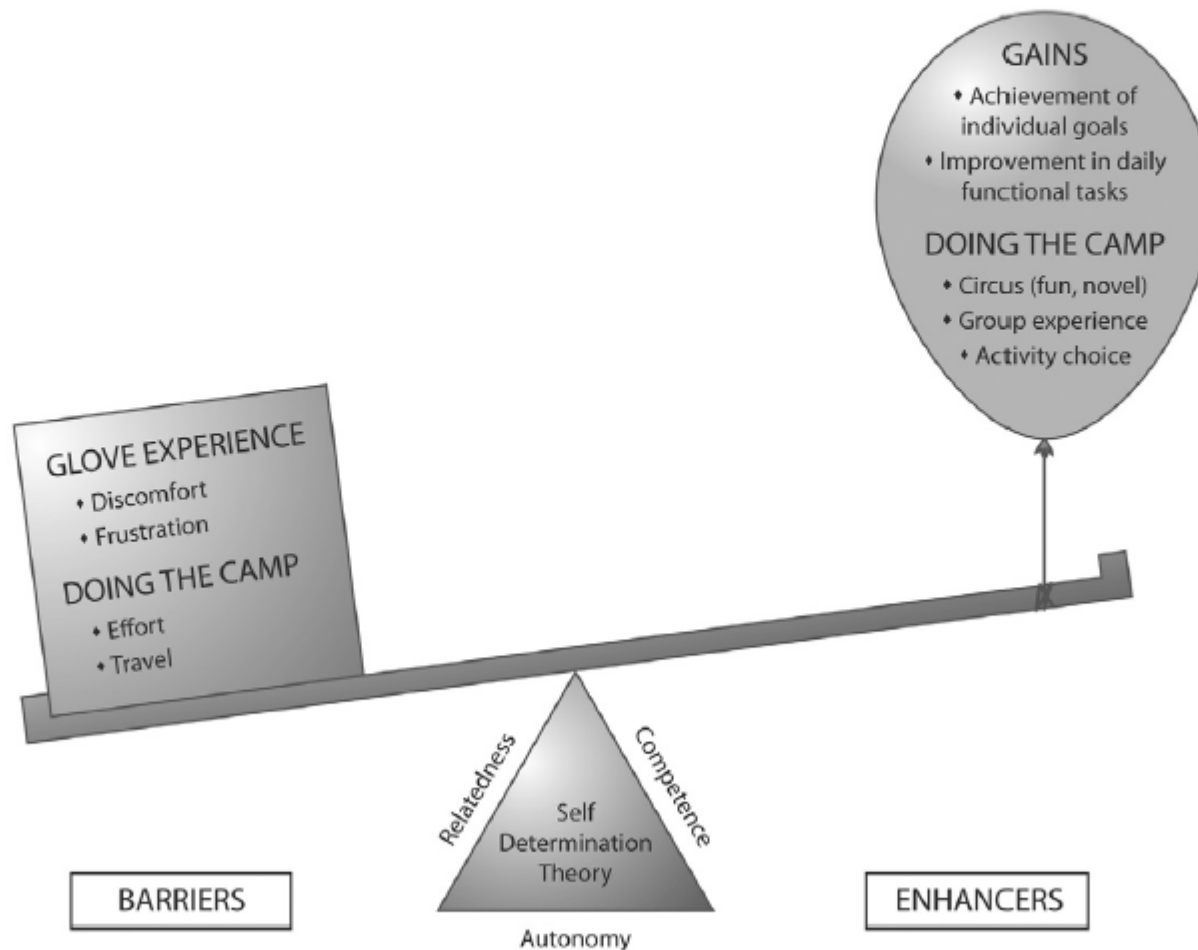 GAINS
♦ Achievement of
individual goals
♦ Improvement in daily
functional tasks
DOING THE CAMP
♦ Circus (fun, novel)
♦ Group experience
♦ Activity choice
GLOVE EXPERIENCE
♦ Discomfort
♦ Frustration
DOING THE CAMP
♦ Effort
♦ Travel
Relatedness
Competence
Self
Determination
Theory
Autonomy
BARRIERS
ENHANCERS